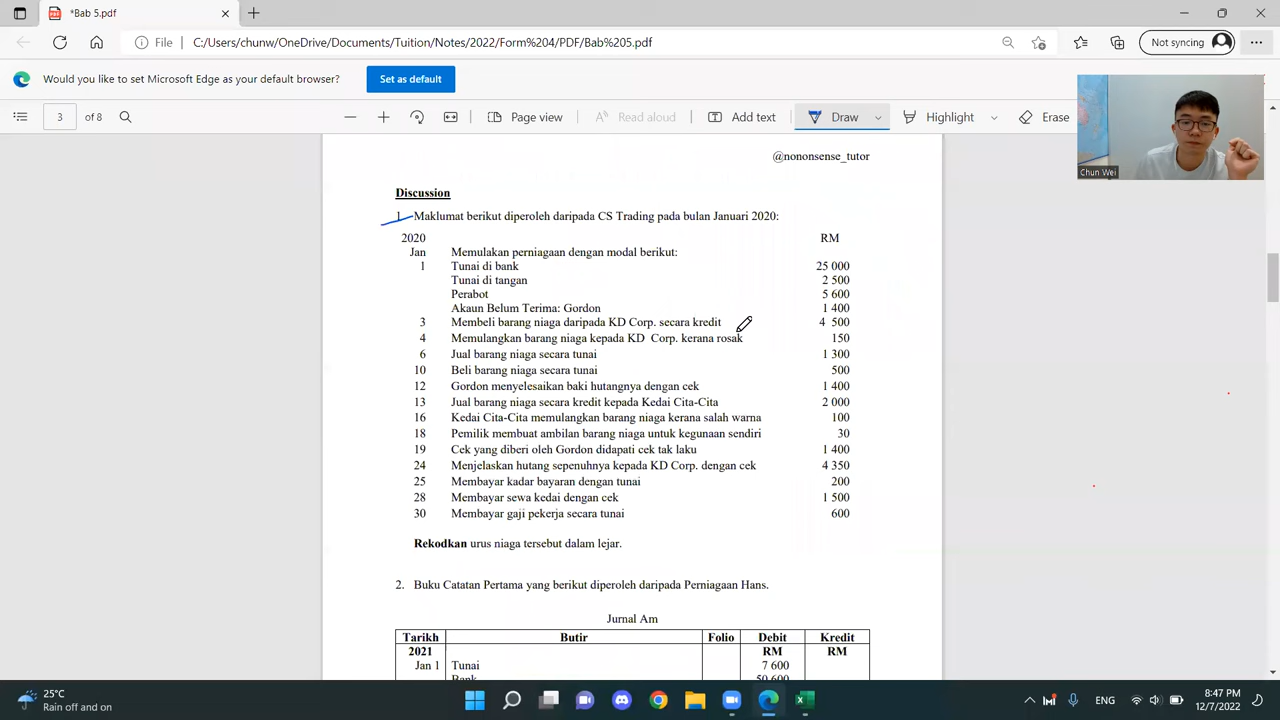 *Bab 5.pdf
File C:/Users/chunw/OneDrive/Documents/Tuition/Notes/2022/Form%204/PDF/Bab%205.pdf Not syncing
Would you like to set Microsoft Edge as your default browser? Set as default
3 of 8 Page view Read aloud Add text Draw Highlight Erase
Chun Wei
@nononsense_tutor
Discussion
1. Maklumat berikut diperoleh daripada CS Trading pada bulan Januari 2020:
2020 RM
Jan Memulakan perniagaan dengan modal berikut:
1 Tunai di bank 25 000
Tunai di tangan 2 500
Perabot 5 600
Akaun Belum Terima: Gordon 1 400
3 Membeli barang niaga daripada KD Corp. secara kredit 4 500
4 Memulangkan barang niaga kepada KD Corp. kerana rosak 150
6 Jual barang niaga secara tunai 1 300
10 Beli barang niaga secara tunai 500
12 Gordon menyelesaikan baki hutangnya dengan cek 1 400
13 Jual barang niaga secara kredit kepada Kedai Cita-Cita 2 000
16 Kedai Cita-Cita memulangkan barang niaga kerana salah warna 100
18 Pemilik membuat ambilan barang niaga untuk kegunaan sendiri 30
19 Cek yang diberi oleh Gordon didapati cek tak laku 1 400
24 Menjelaskan hutang sepenuhnya kepada KD Corp. dengan cek 4 350
25 Membayar kadar bayaran dengan tunai 200
28 Membayar sewa kedai dengan cek 1 500
30 Membayar gaji pekerja secara tunai 600
Rekodkan urus niaga tersebut dalam lejar.
2. Buku Catatan Pertama yang berikut diperoleh daripada Perniagaan Hans.
Jurnal Am
Tarikh Butir Folio Debit Kredit
2021 RM RM
Jan 1 Tunai 7 600
Bank 50 600
25°C
Rain off and on
ENG
8:47 PM
12/7/2022